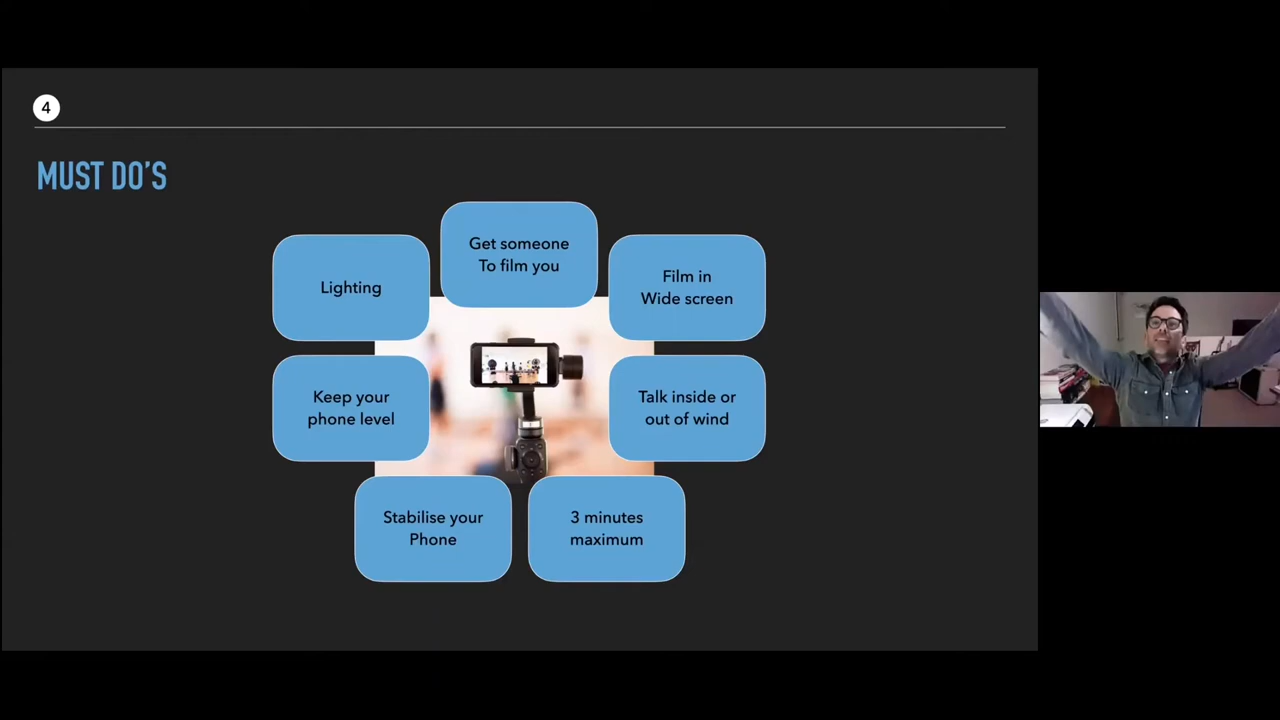 4
MUST DO’S
Get someone
To film you
Lighting
Film in
Wide screen
Keep your
phone level
Talk inside or
out of wind
Stabilise your
Phone
3 minutes
maximum